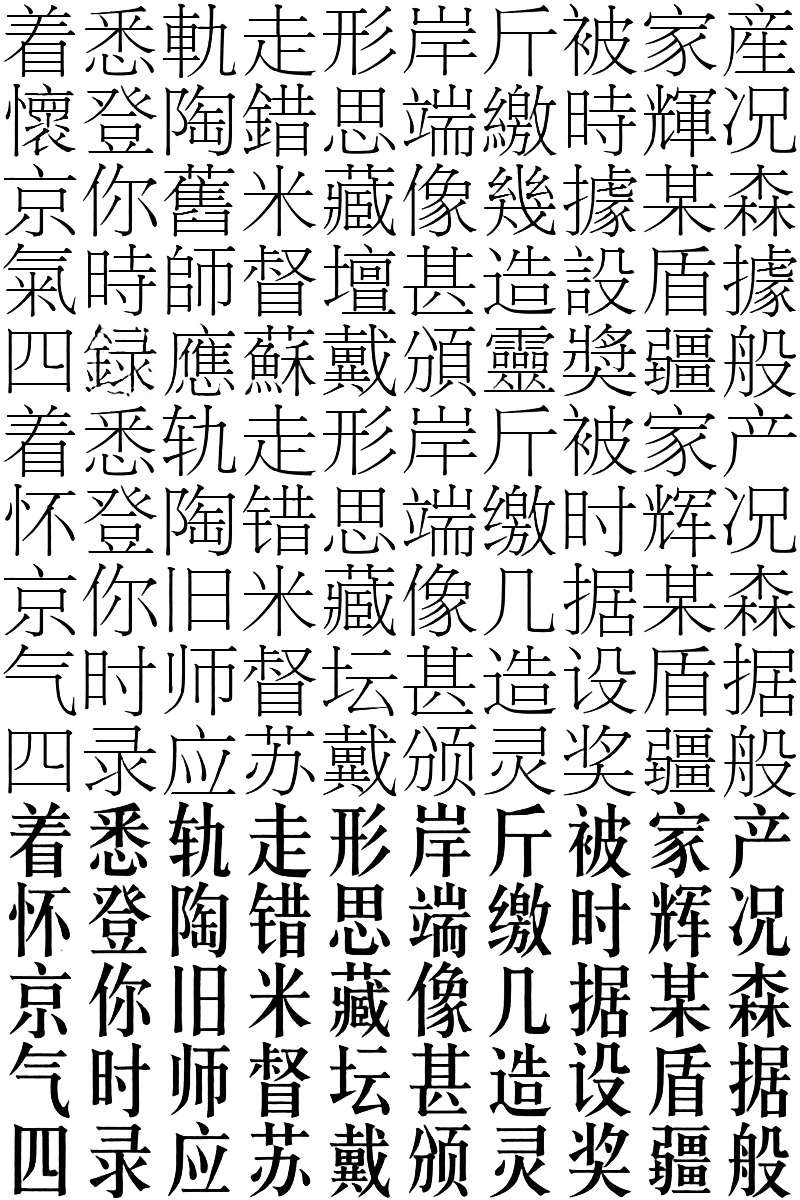 着悉軌走形岸斤被家産
懷登陶錯思端繳時輝况
京你舊米藏像幾據某森
氣時師督壇甚造設盾據
四録應蘇戴頒靈獎疆般
着悉轨走形岸斤被家产
怀登陶错思端缴时辉况
京你旧米藏像几据某森
气时师督坛甚造设盾据
四录应苏戴颁灵奖疆般
着悉轨走形岸斤被家产
怀登陶错思端缴时辉况
京你旧米藏像几据某森
气时师督坛甚造设盾据
四录应苏戴颁灵奖疆般